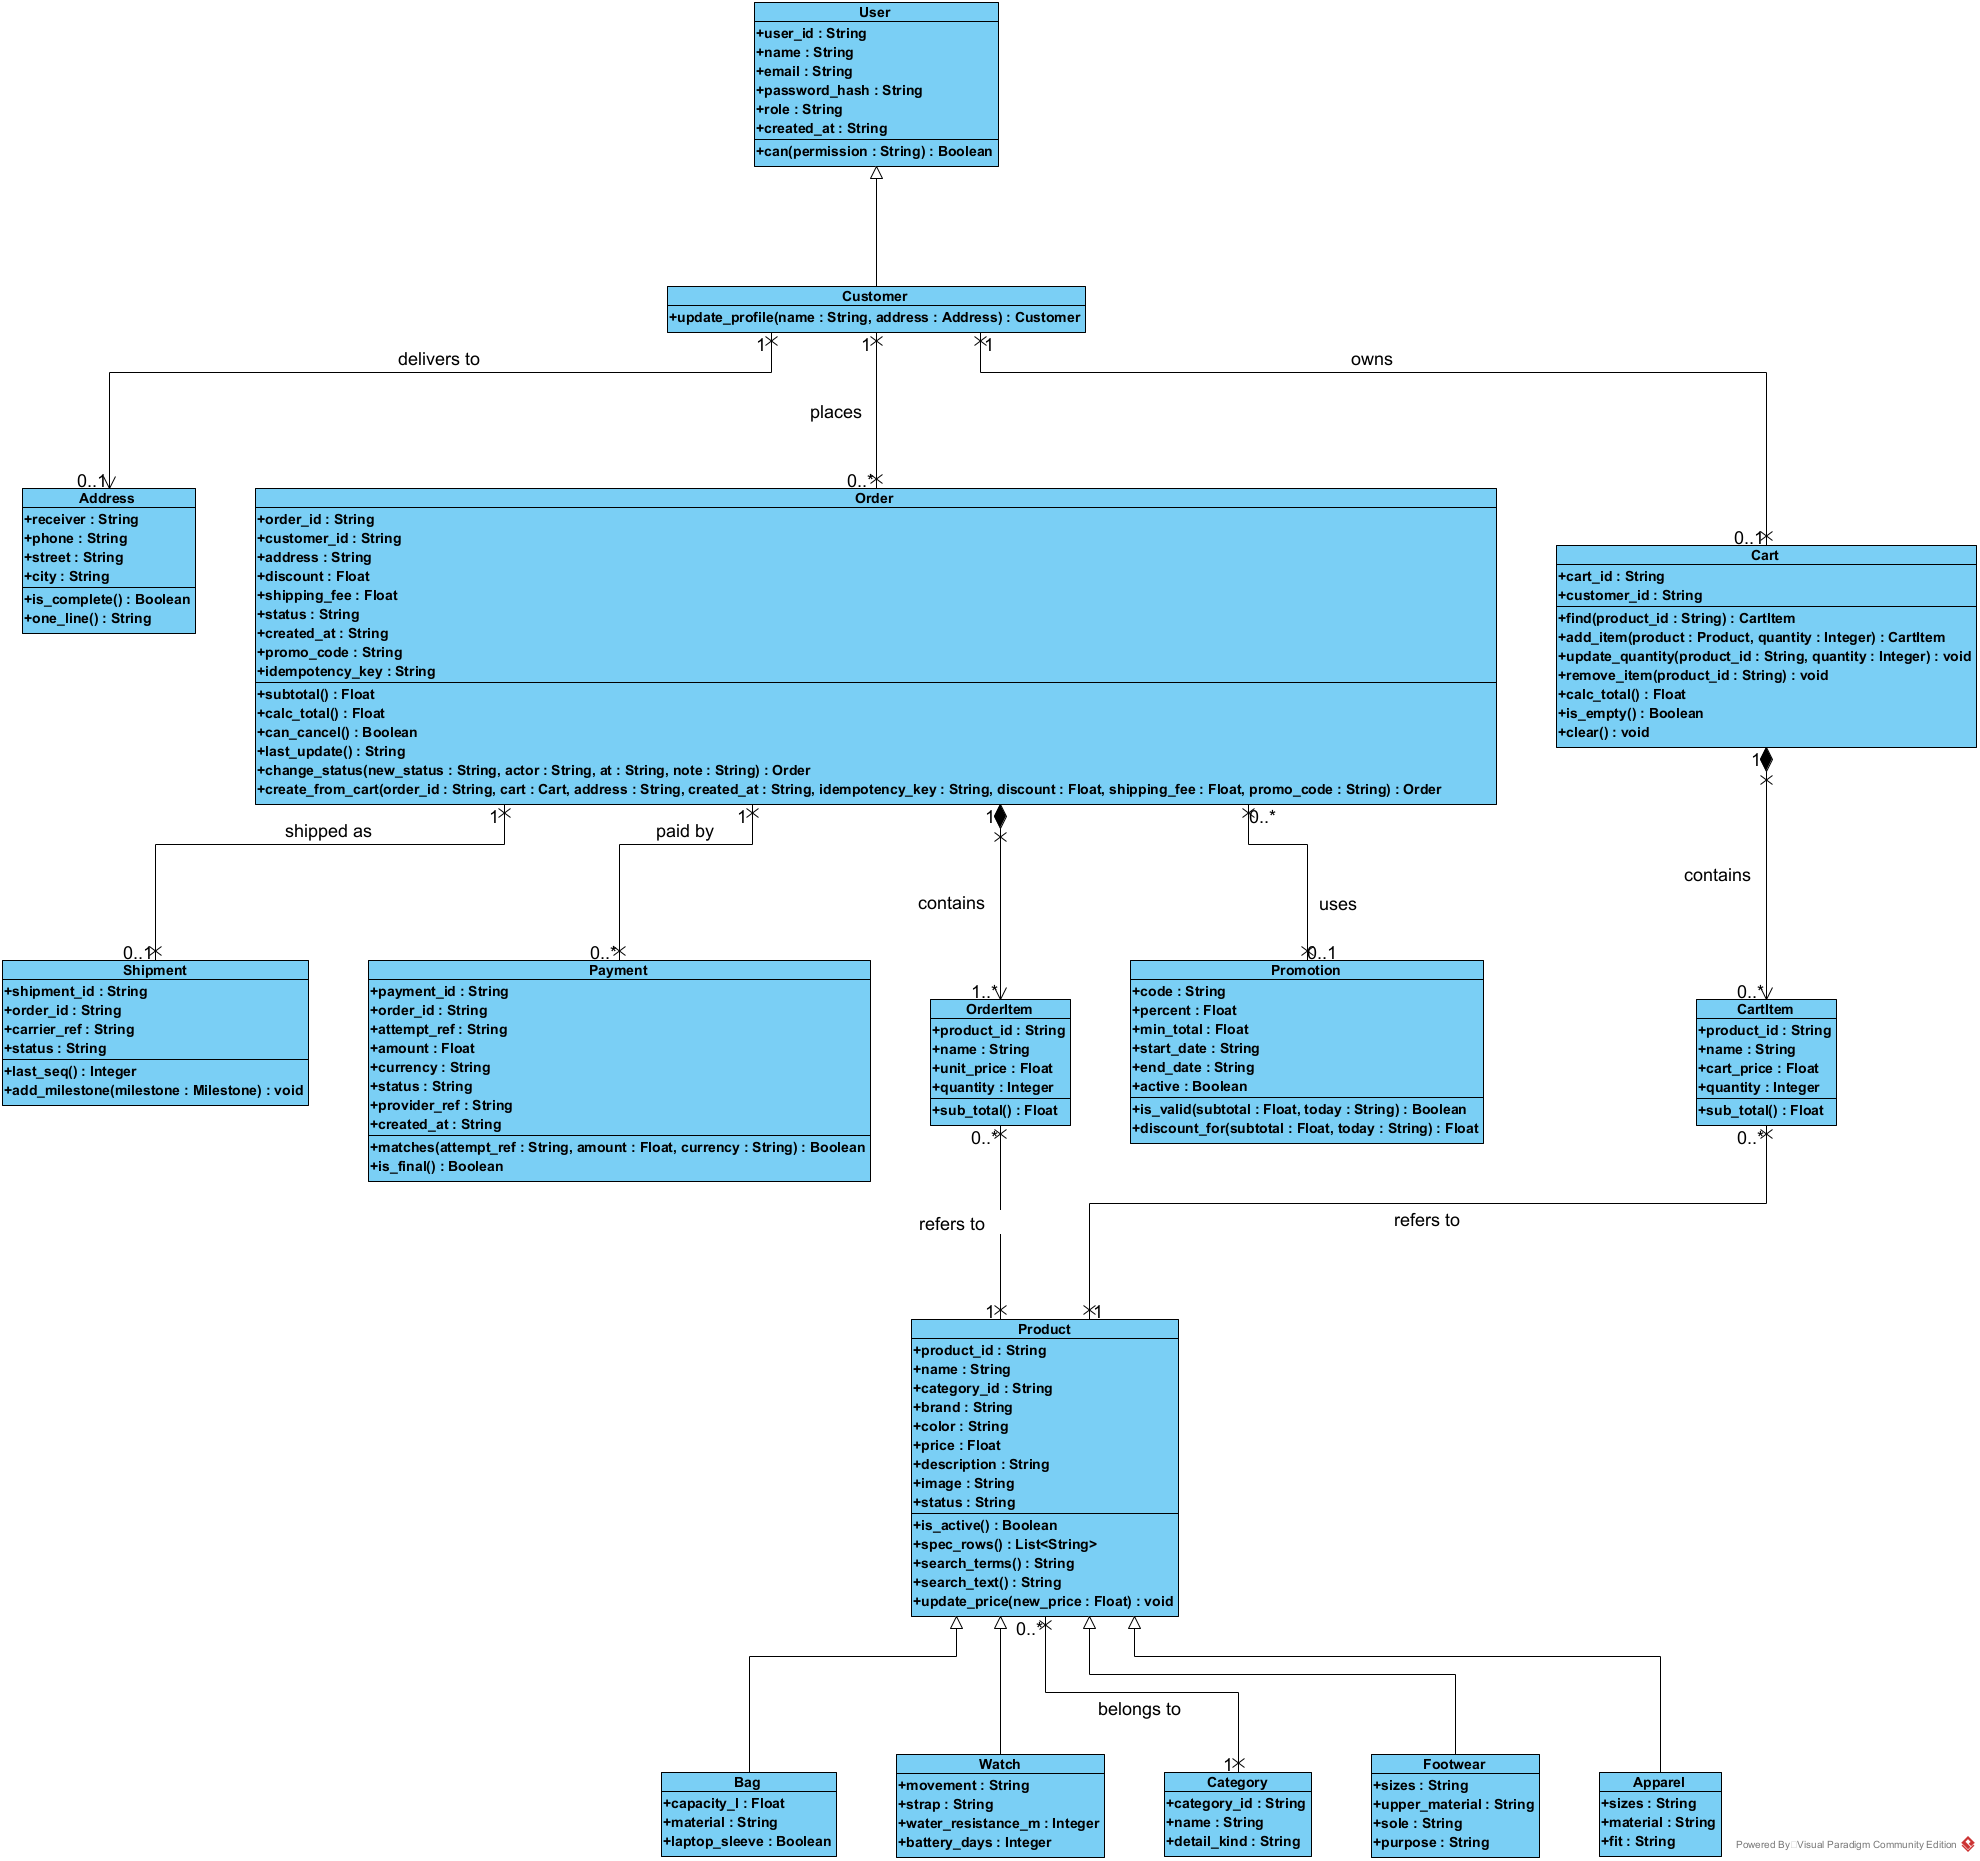 User
+user_id : String
+name : String
+email : String
+password_hash : String
+role : String
+created_at : String
+can(permission : String) : Boolean
Customer
+update_profile(name : String, address : Address) : Customer
1
1
1
delivers to
owns
places
0..1
0..*
0..1
Address
+receiver : String
+phone : String
+street : String
+city : String
+is_complete() : Boolean
+one_line() : String
Order
+order_id : String
+customer_id : String
+address : String
+discount : Float
+shipping_fee : Float
+status : String
+created_at : String
+promo_code : String
+idempotency_key : String
+subtotal() : Float
+calc_total() : Float
+can_cancel() : Boolean
+last_update() : String
+change_status(new_status : String, actor : String, at : String, note : String) : Order
+create_from_cart(order_id : String, cart : Cart, address : String, created_at : String, idempotency_key : String, discount : Float, shipping_fee : Float, promo_code : String) : Order
Cart
+cart_id : String
+customer_id : String
+find(product_id : String) : CartItem
+add_item(product : Product, quantity : Integer) : CartItem
+update_quantity(product_id : String, quantity : Integer) : void
+remove_item(product_id : String) : void
+calc_total() : Float
+is_empty() : Boolean
+clear() : void
1
1
1
0..*
1
shipped as
paid by
contains
uses
contains
0..1
0..*
1..*
0..1
0..*
Shipment
+shipment_id : String
+order_id : String
+carrier_ref : String
+status : String
+last_seq() : Integer
+add_milestone(milestone : Milestone) : void
Payment
+payment_id : String
+order_id : String
+attempt_ref : String
+amount : Float
+currency : String
+status : String
+provider_ref : String
+created_at : String
+matches(attempt_ref : String, amount : Float, currency : String) : Boolean
+is_final() : Boolean
OrderItem
+product_id : String
+name : String
+unit_price : Float
+quantity : Integer
+sub_total() : Float
Promotion
+code : String
+percent : Float
+min_total : Float
+start_date : String
+end_date : String
+active : Boolean
+is_valid(subtotal : Float, today : String) : Boolean
+discount_for(subtotal : Float, today : String) : Float
CartItem
+product_id : String
+name : String
+cart_price : Float
+quantity : Integer
+sub_total() : Float
0..*
0..*
refers to
refers to
1
1
Product
+product_id : String
+name : String
+category_id : String
+brand : String
+color : String
+price : Float
+description : String
+image : String
+status : String
+is_active() : Boolean
+spec_rows() : List<String>
+search_terms() : String
+search_text() : String
+update_price(new_price : Float) : void
0..*
belongs to
1
Bag
+capacity_l : Float
+material : String
+laptop_sleeve : Boolean
Watch
+movement : String
+strap : String
+water_resistance_m : Integer
+battery_days : Integer
Category
+category_id : String
+name : String
+detail_kind : String
Footwear
+sizes : String
+upper_material : String
+sole : String
+purpose : String
Apparel
+sizes : String
+material : String
+fit : String
Powered By Visual Paradigm Community Edition